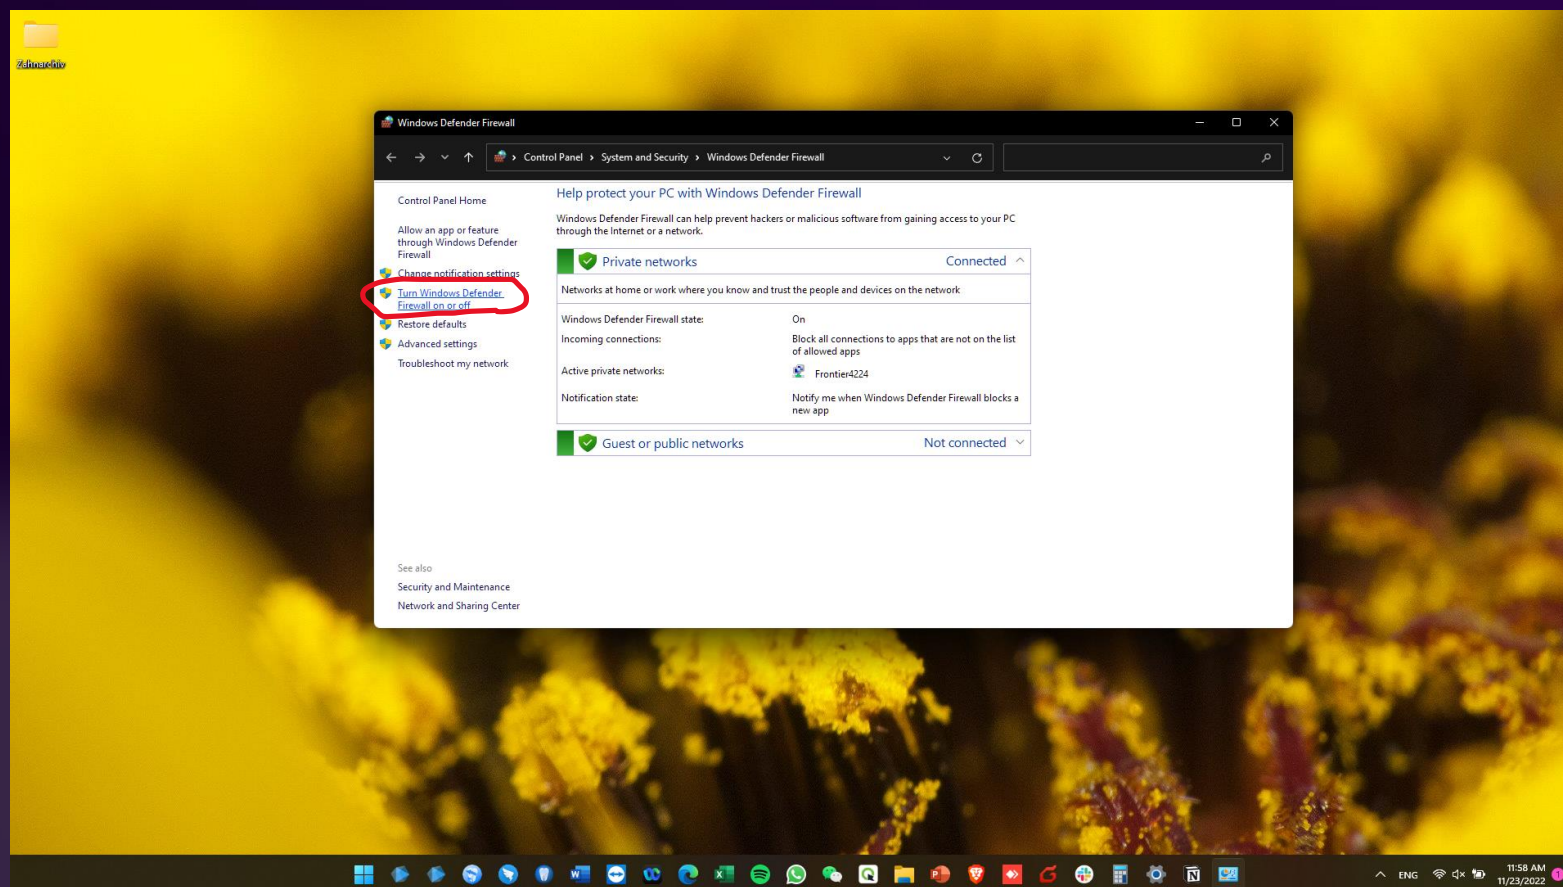 Zahnarchiv
Windows Defender Firewall
Control Panel > System and Security > Windows Defender Firewall
Control Panel Home
Allow an app or feature
through Windows Defender
Firewall
Change notification settings
Turn Windows Defender
Firewall on or off
Restore defaults
Advanced settings
Troubleshoot my network
See also
Security and Maintenance
Network and Sharing Center
Help protect your PC with Windows Defender Firewall
Windows Defender Firewall can help prevent hackers or malicious software from gaining access to your PC
through the Internet or a network.
Private networks Connected
Networks at home or work where you know and trust the people and devices on the network
Windows Defender Firewall state: On
Incoming connections: Block all connections to apps that are not on the list
of allowed apps
Active private networks: Frontier4224
Notification state: Notify me when Windows Defender Firewall blocks a
new app
Guest or public networks Not connected
ENG
11:58 AM
11/23/2022
1